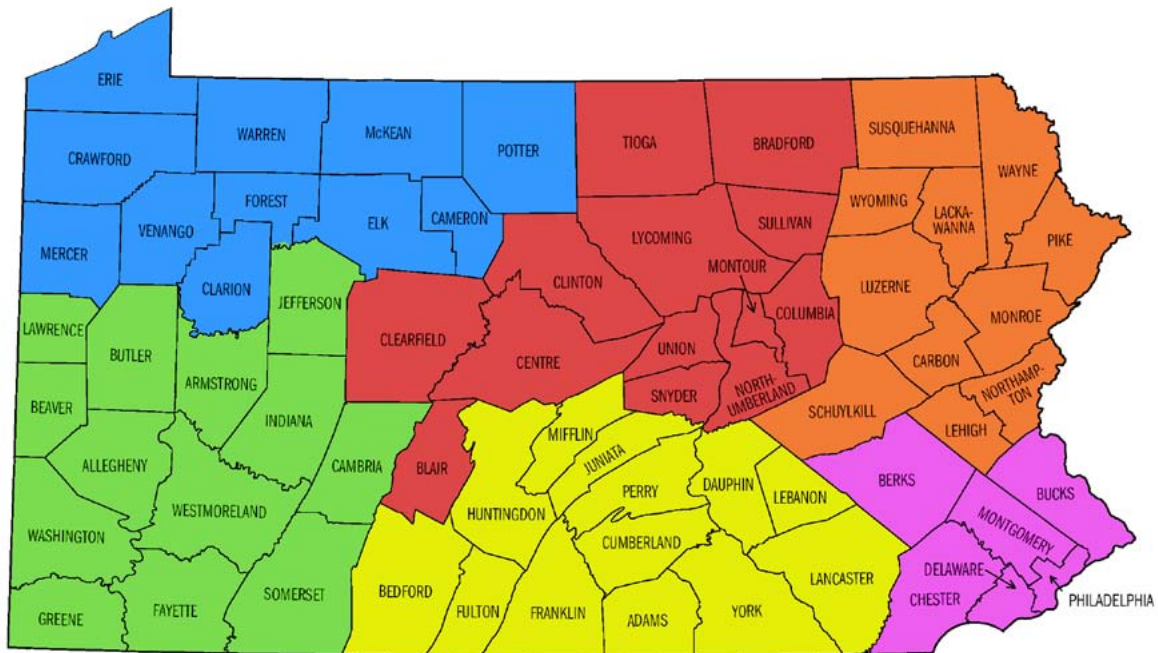 ERIE
WARREN
McKEAN
POTTER
TIOGA
BRADFORD
SUSQUEHANNA
CRAWFORD
WAYNE
FOREST
WYOMING
LACKA-
WANNA
VENANGO
ELK
CAMERON
SULLIVAN
LYCOMING
PIKE
MERCER
MONTOUR
CLARION
CLINTON
LUZERNE
JEFFERSON
COLUMBIA
MONROE
LAWRENCE
CLEARFIELD
BUTLER
UNION
CENTRE
CARBON
ARMSTRONG
NORTHAMP-
TON
SNYDER
NORTH-
UMBERLAND
BEAVER
SCHUYLKILL
INDIANA
LEHIGH
MIFFLIN
JUNIATA
ALLEGHENY
CAMBRIA
BLAIR
BERKS
DAUPHIN
PERRY
LEBANON
BUCKS
WESTMORELAND
HUNTINGDON
MONTGOMERY
WASHINGTON
CUMBERLAND
DELAWARE
LANCASTER
SOMERSET
BEDFORD
CHESTER
PHILADELPHIA
FAYETTE
FULTON
FRANKLIN
YORK
GREENE
ADAMS